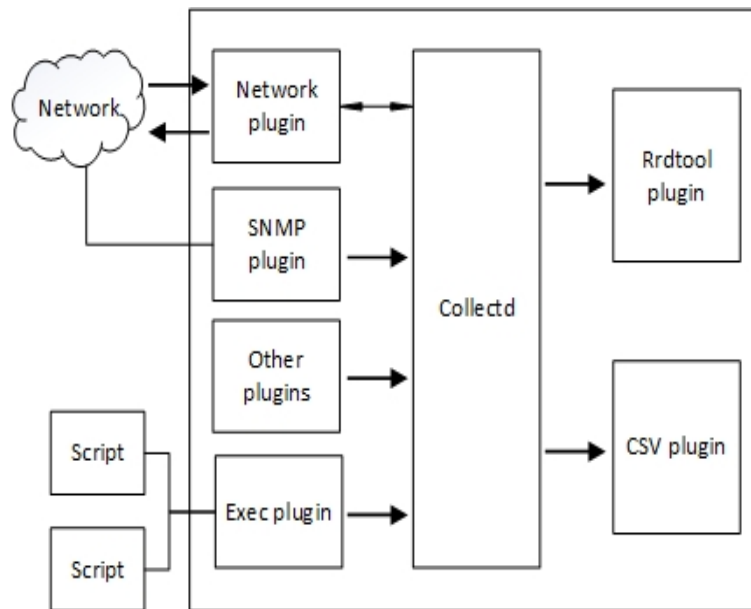 Network
Network
plugin
Rrdtool
plugin
SNMP
plugin
Collectd
Other
plugins
Script
CSV plugin
Exec plugin
Script